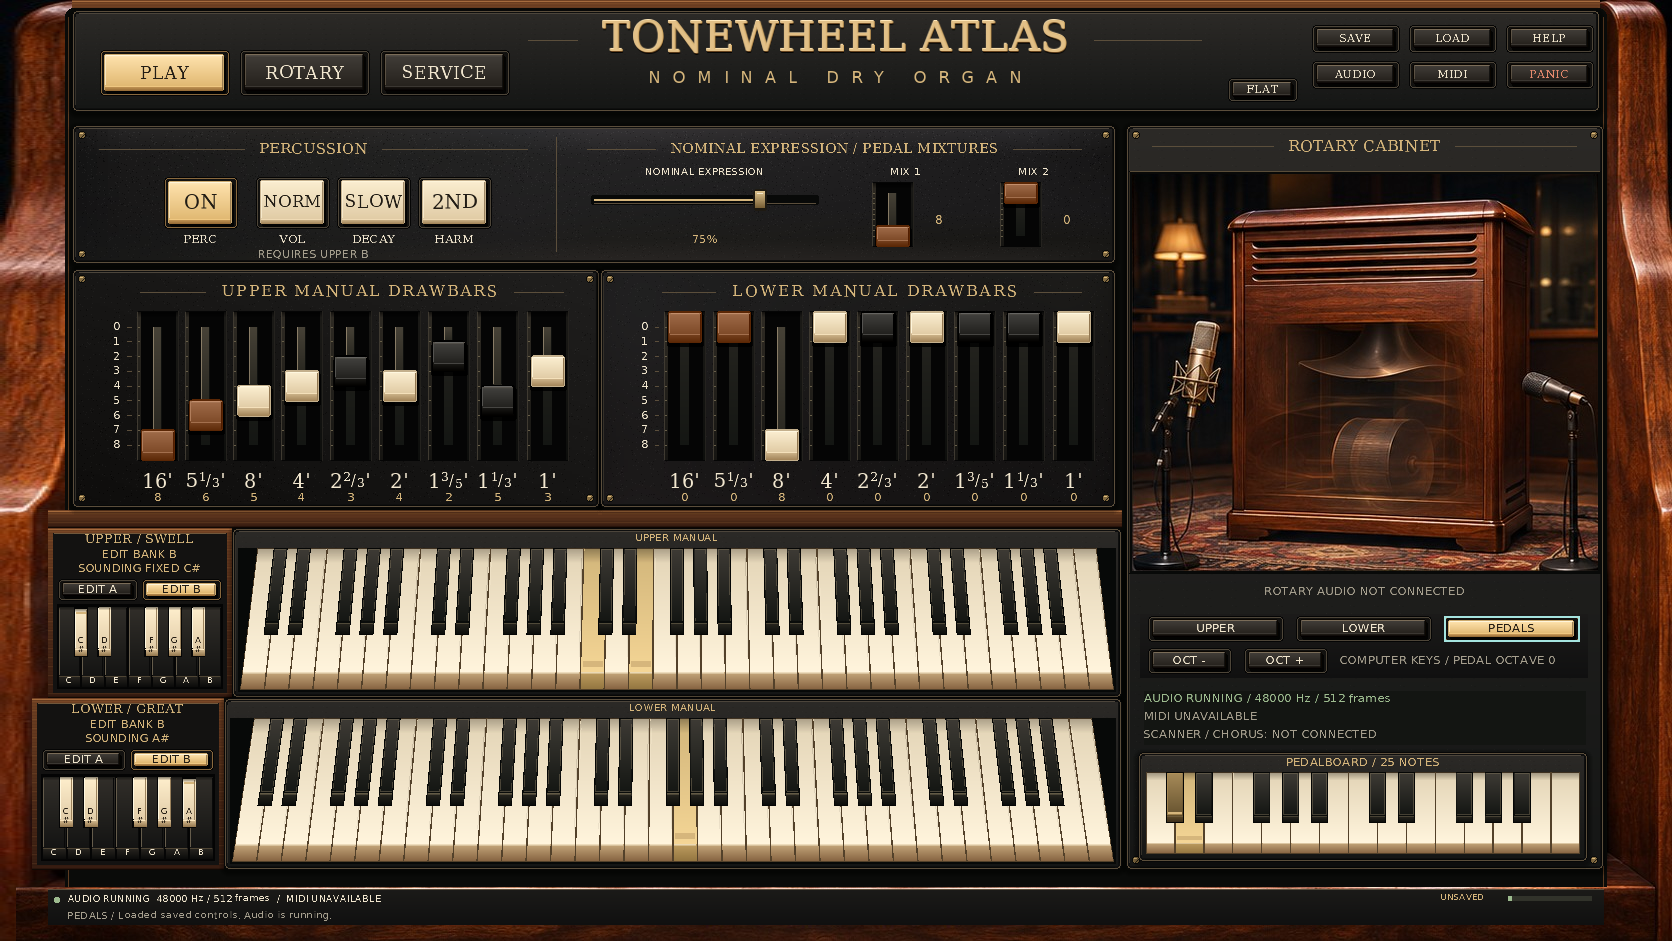 TONEWHEEL ATLAS
NOMINAL DRY ORGAN
PLAY
ROTARY
SERVICE
SAVE
LOAD
HELP
AUDIO
MIDI
PANIC
FLAT
PERCUSSION
ON
NORM
SLOW
2ND
PERC
VOL
DECAY
HARM
REQUIRES UPPER B
NOMINAL EXPRESSION / PEDAL MIXTURES
NOMINAL EXPRESSION
75%
MIX 1
8
MIX 2
0
ROTARY CABINET
UPPER MANUAL DRAWBARS
0
1
2
3
4
5
6
7
8
16' 5 1/3' 8' 4' 2 2/3' 2' 1 3/5' 1 1/3' 1'
8 6 5 4 3 4 2 5 3
LOWER MANUAL DRAWBARS
0
1
2
3
4
5
6
7
8
16' 5 1/3' 8' 4' 2 2/3' 2' 1 3/5' 1 1/3' 1'
0 0 8 0 0 0 0 0 0
UPPER / SWELL
EDIT BANK B
SOUNDING FIXED C#
EDIT A
EDIT B
C# D# F# G# A#
C D E F G A B
UPPER MANUAL
LOWER / GREAT
EDIT BANK B
SOUNDING A#
EDIT A
EDIT B
C# D# F# G# A#
C D E F G A B
LOWER MANUAL
ROTARY AUDIO NOT CONNECTED
UPPER
LOWER
PEDALS
OCT -
OCT +
COMPUTER KEYS / PEDAL OCTAVE 0
AUDIO RUNNING / 48000 Hz / 512 frames
MIDI UNAVAILABLE
SCANNER / CHORUS: NOT CONNECTED
PEDALBOARD / 25 NOTES
AUDIO RUNNING 48000 Hz / 512 frames / MIDI UNAVAILABLE
PEDALS / Loaded saved controls. Audio is running.
UNSAVED